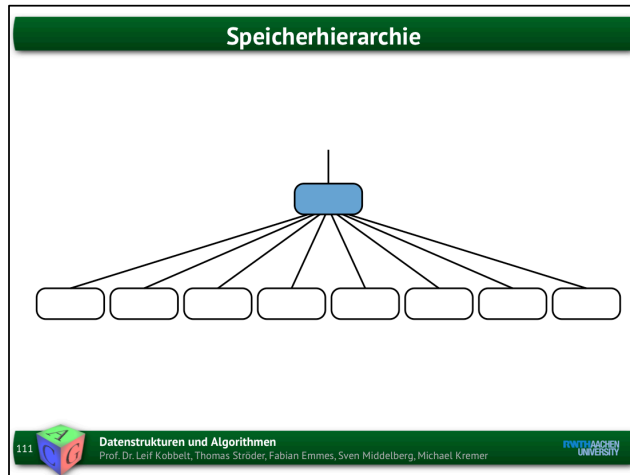 Speicherhierarchie
111
A
C G
Datenstrukturen und Algorithmen
Prof. Dr. Leif Kobbelt, Thomas Ströder, Fabian Emmes, Sven Middelberg, Michael Kremer
RWTHAACHEN
UNIVERSITY